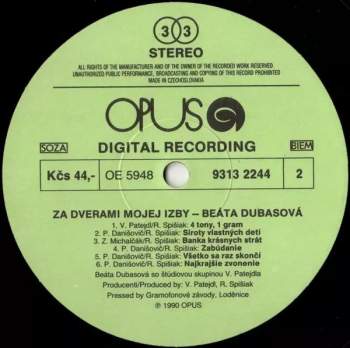 3 3
STEREO
ALL RIGHTS OF THE MANUFACTURER AND OF THE OWNER OF THE RECORDED WORK RESERVED.
UNAUTHORIZED PUBLIC PERFORMANCE, BROADCASTING AND COPYING OF THIS RECORD PROHIBITED
MADE IN CZECHOSLOVAKIA
OPUS
SOZA
DIGITAL RECORDING
BIEM
Kčs 44,- OE 5948 9313 2244 2
ZA DVERAMI MOJEJ IZBY – BEÁTA DUBASOVÁ
1. V. Patejdl/R. Spišiak: 4 tony, 1 gram
2. P. Danišovič/R. Spišiak: Siroty vlastných detí
3. Z. Michalčák/R. Spišiak: Banka krásnych strát
4. P. Danišovič/R. Spišiak: Zabúdanie
5. P. Danišovič/R. Spišiak: Všetko sa raz skončí
6. P. Danišovič/R. Spišiak: Najkrajšie zvonenie
Beáta Dubasová so štúdiovou skupinou V. Patejdla
Producenti/Produced by: V. Patejdl, R. Spišiak
Pressed by Gramofonové závody, Loděnice
℗ 1990 OPUS